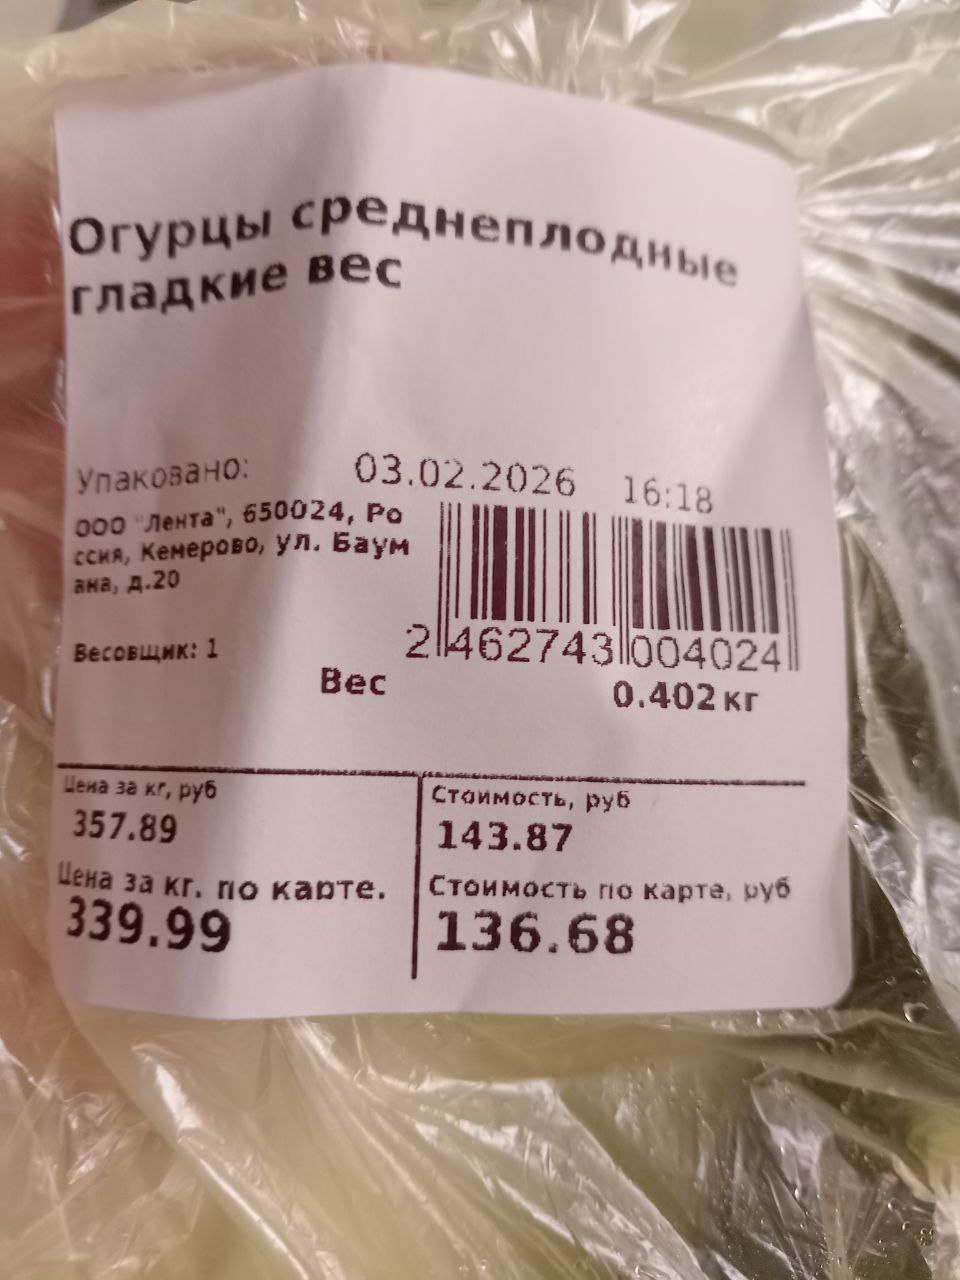 Огурцы среднеплодные
гладкие вес
Упаковано: 03.02.2026 16:18
ООО "Лента", 650024, Ро
ссия, Кемерово, ул. Баум
ана, д.20
Весовщик: 1
2 462743 004024
Вес 0.402 кг
Цена за кг, руб
357.89
Стоимость, руб
143.87
Цена за кг. по карте.
339.99
Стоимость по карте, руб
136.68